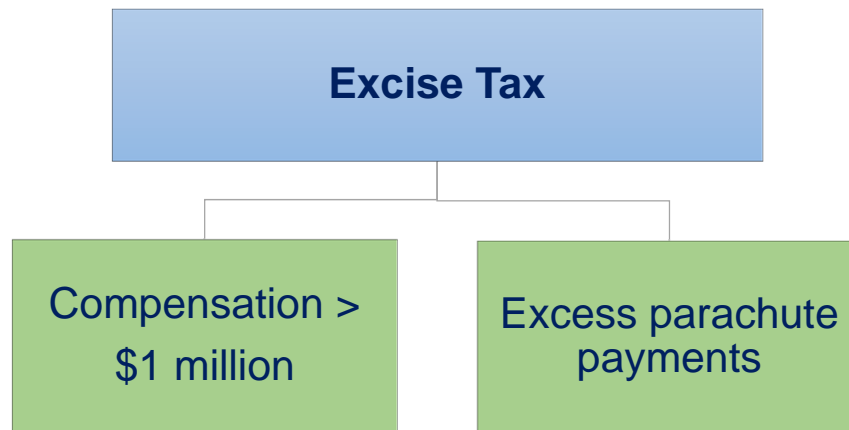 Excise Tax
Compensation >
$1 million
Excess parachute
payments